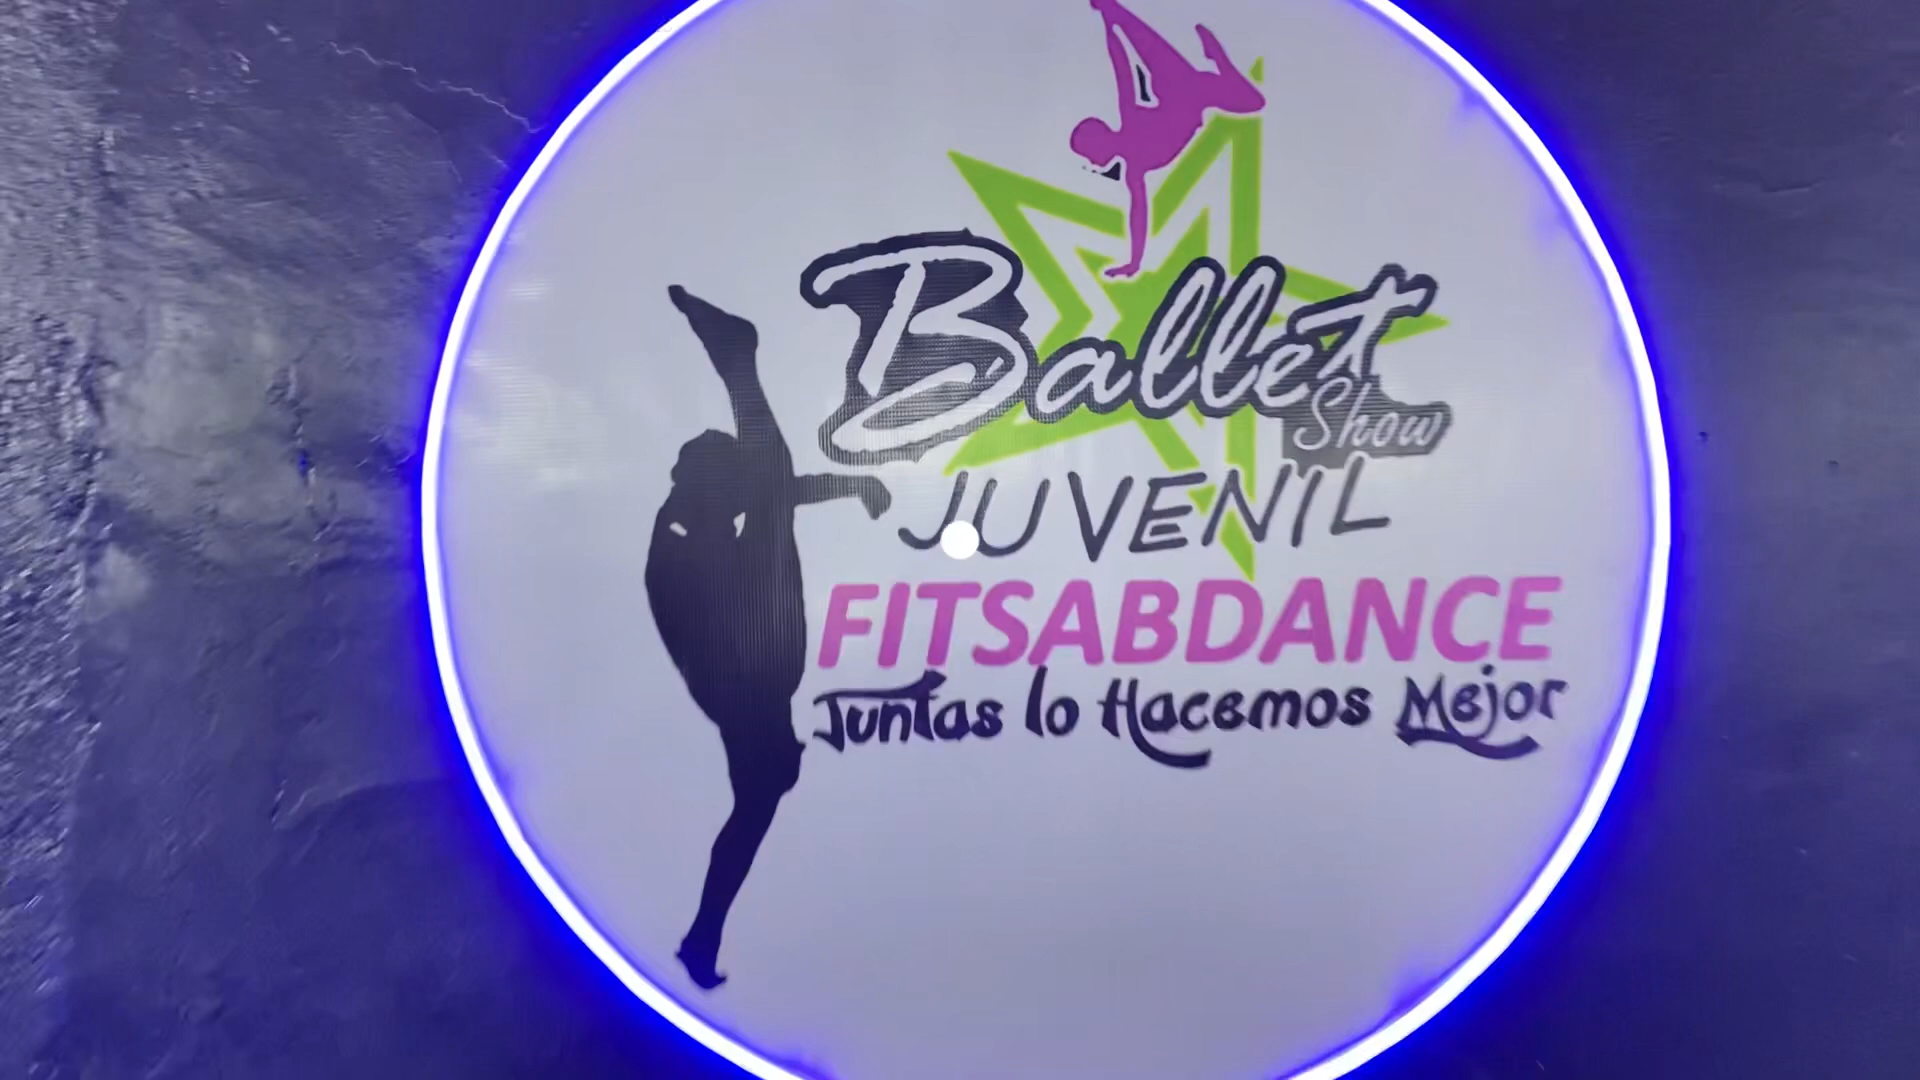 Ballet
Show
JUVENIL
FITSABDANCE
Juntas lo Hacemos Mejor